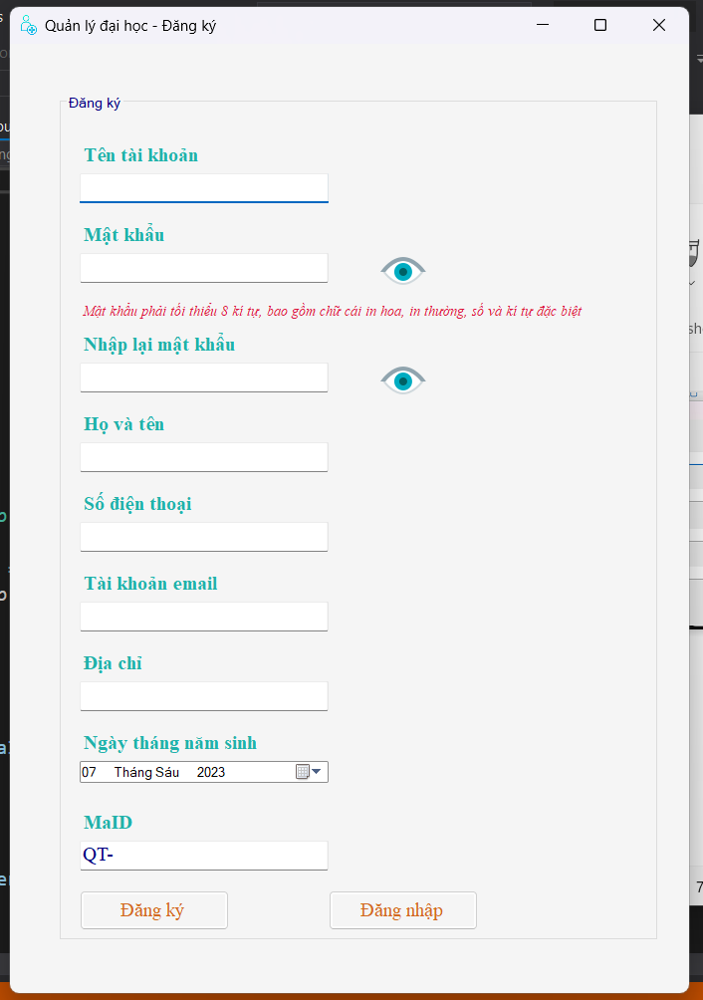 Quản lý đại học - Đăng ký
Đăng ký
Tên tài khoản
Mật khẩu
Mật khẩu phải tối thiểu 8 kí tự, bao gồm chữ cái in hoa, in thường, số và kí tự đặc biệt
Nhập lại mật khẩu
Họ và tên
Số điện thoại
Tài khoản email
Địa chỉ
Ngày tháng năm sinh
07 Tháng Sáu 2023
MaID
QT-
Đăng ký Đăng nhập